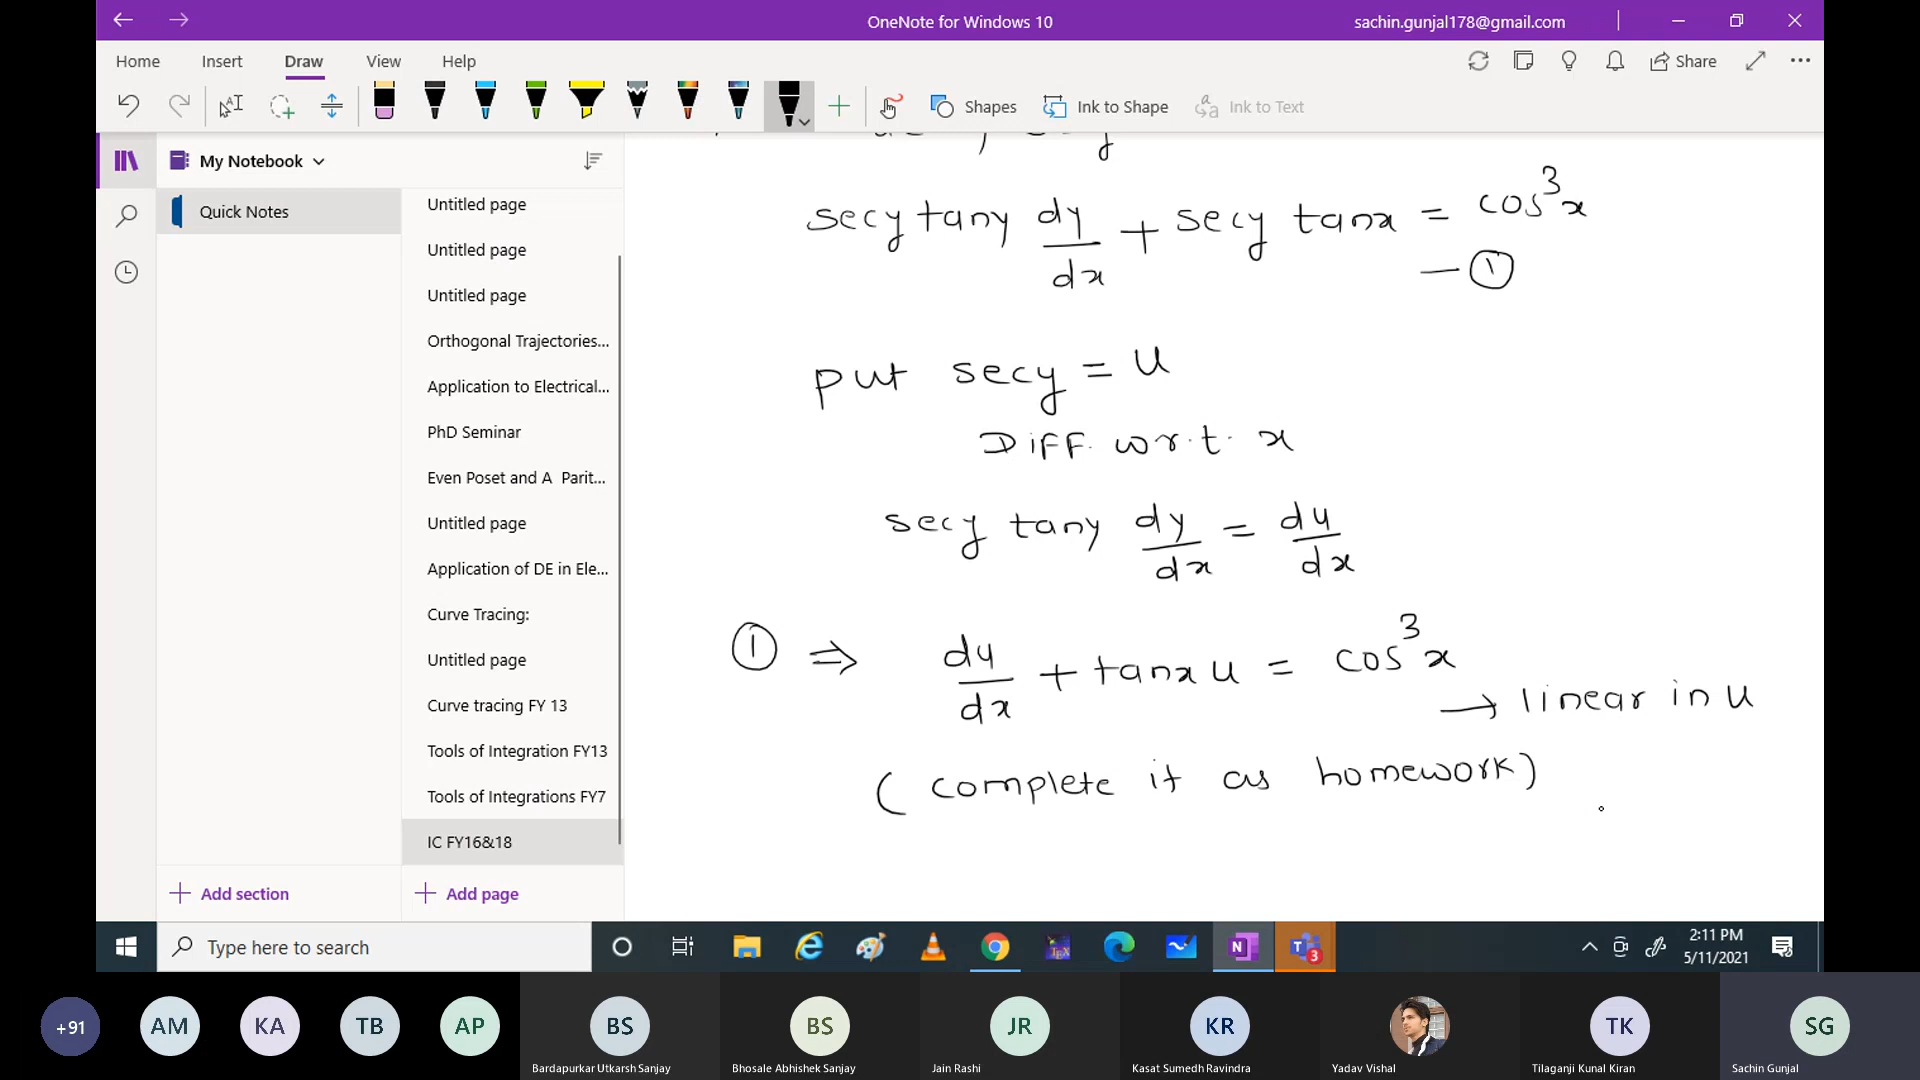 OneNote for Windows 10
sachin.gunjal178@gmail.com
Home Insert Draw View Help
Share
Shapes Ink to Shape Ink to Text
My Notebook
Quick Notes
Untitled page
Untitled page
Untitled page
Orthogonal Trajectories...
Application to Electrical...
PhD Seminar
Even Poset and A Parit...
Untitled page
Application of DE in Ele...
Curve Tracing:
Untitled page
Curve tracing FY 13
Tools of Integration FY13
Tools of Integrations FY7
IC FY16&18
Add section
Add page
secy tany dy/dx + secy tanx = cos³x
— ①
put secy = u
Diff. w.r.t. x
secy tany dy/dx = du/dx
① ⇒ du/dx + tanx u = cos³x
→ linear in u
( complete it as homework)
Type here to search
2:11 PM
5/11/2021
3
+91 AM KA TB AP BS BS JR KR TK SG
Bardapurkar Utkarsh Sanjay
Bhosale Abhishek Sanjay
Jain Rashi
Kasat Sumedh Ravindra
Yadav Vishal
Tilaganji Kunal Kiran
Sachin Gunjal